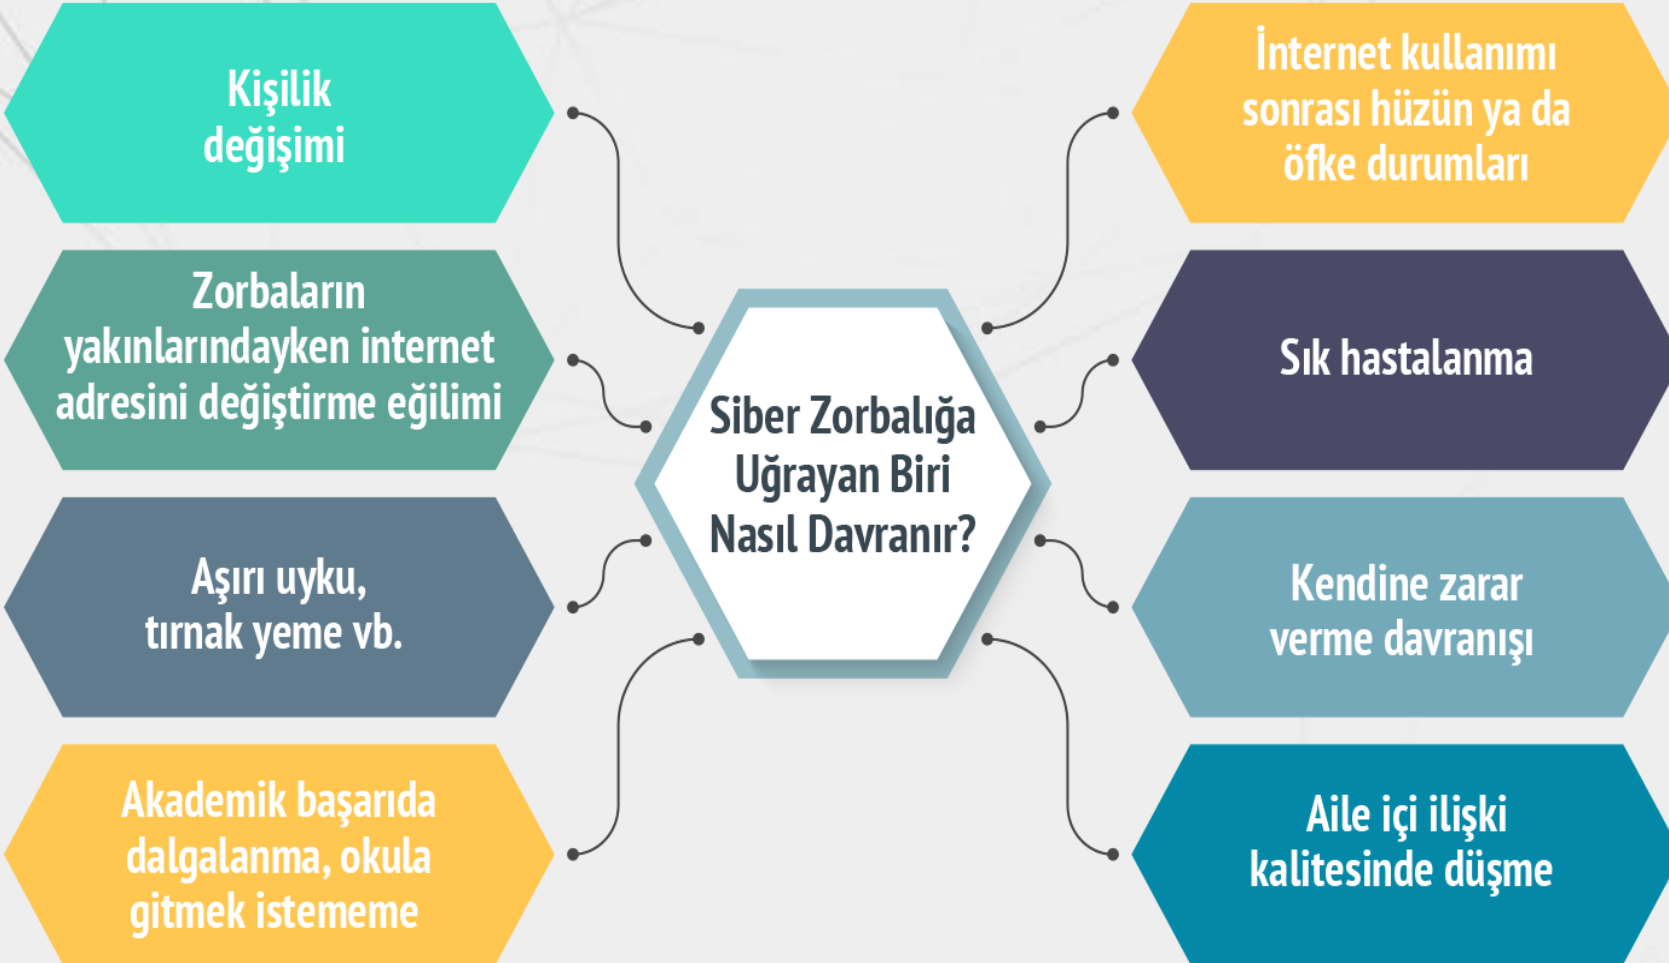 Kişilik
değişimi
Zorbaların
yakınlarındayken internet
adresini değiştirme eğilimi
Aşırı uyku,
tırnak yeme vb.
Akademik başarıda
dalgalanma, okula
gitmek istememe
Siber Zorbalığa
Uğrayan Biri
Nasıl Davranır?
İnternet kullanımı
sonrası hüzün ya da
öfke durumları
Sık hastalanma
Kendine zarar
verme davranışı
Aile içi ilişki
kalitesinde düşme